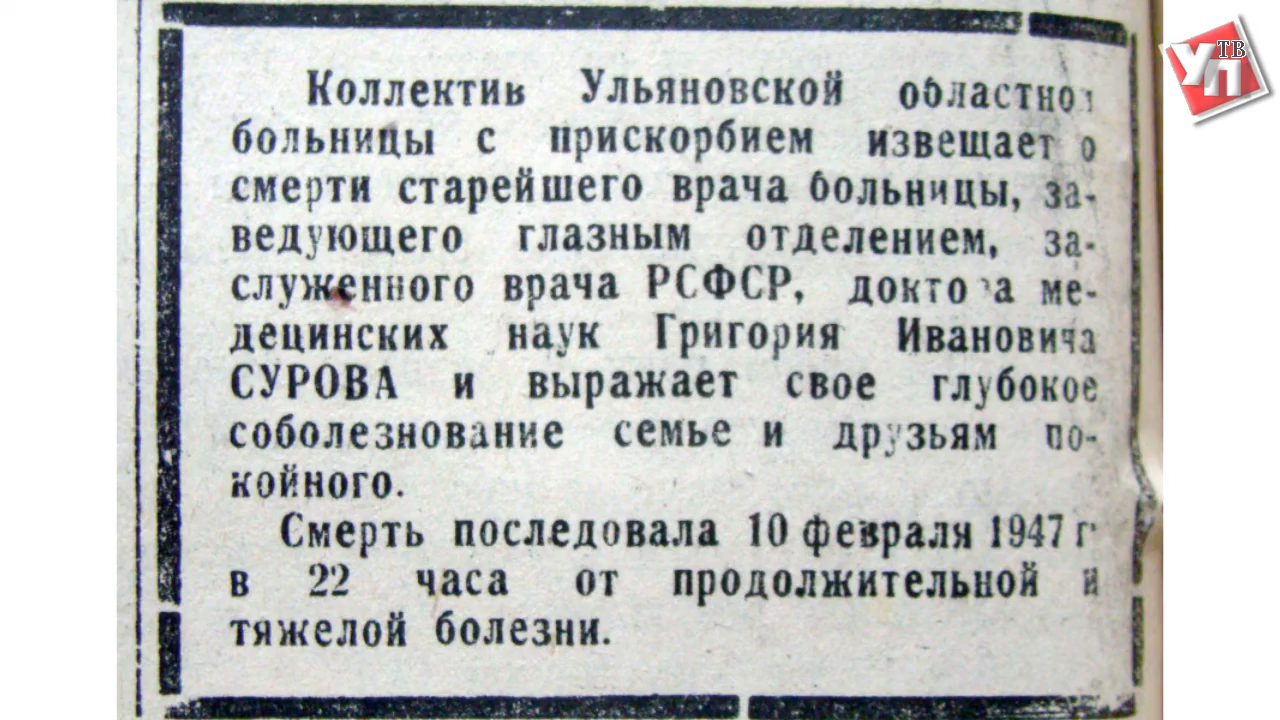 Коллектив Ульяновской областной
больницы с прискорбием извещает о
смерти старейшего врача больницы, за-
ведующего глазным отделением, за-
служенного врача РСФСР, доктора ме-
децинских наук Григория Ивановича
СУРОВА и выражает свое глубокое
соболезнование семье и друзьям по-
койного.
Смерть последовала 10 февраля 1947 г
в 22 часа от продолжительной и
тяжелой болезни.
УП ТВ